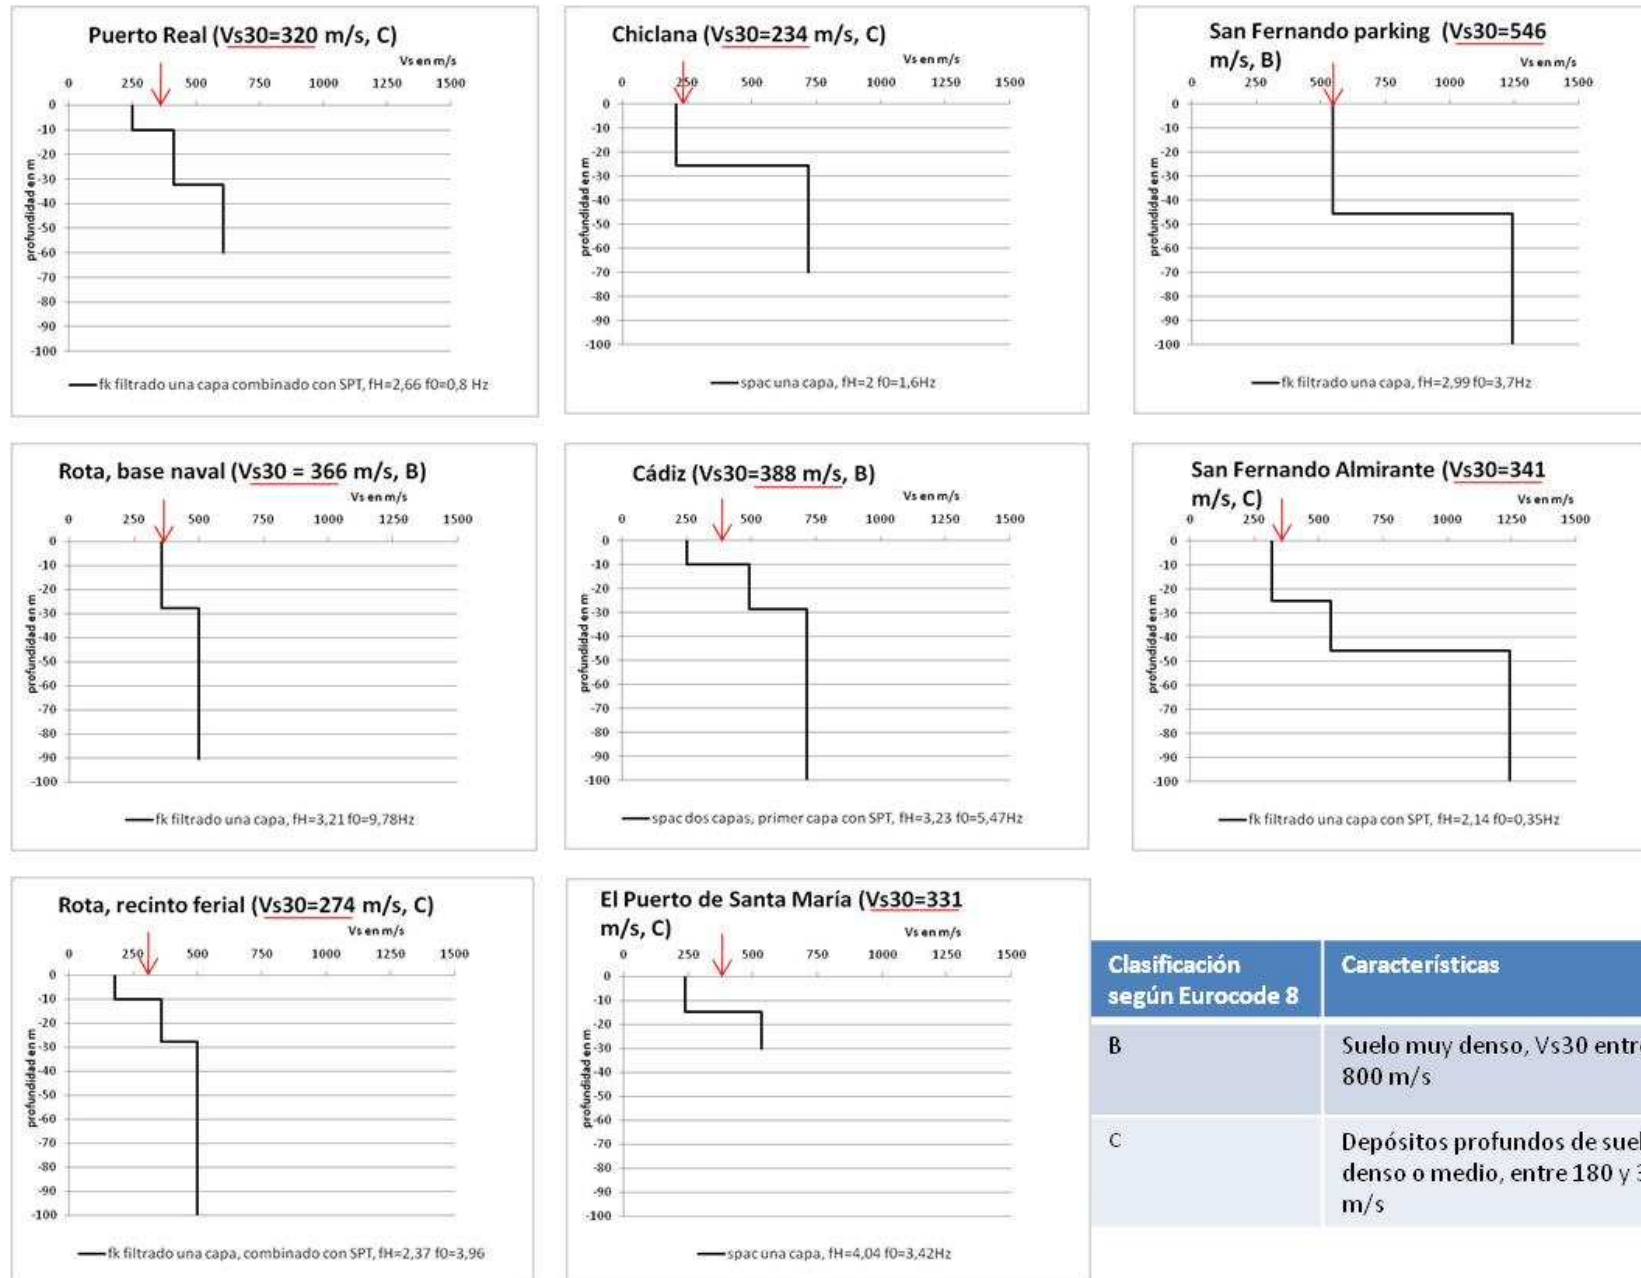 Puerto Real (Vs30=320 m/s, C)
Vs en m/s
0 250 500 750 1000 1250 1500
0
-10
-20
-30
-40
-50
-60
-70
-80
-90
-100
profundidad en m
fk filtrado una capa combinado con SPT, fH=2,66 f0=0,8 Hz
Chiclana (Vs30=234 m/s, C)
Vs en m/s
0 250 500 750 1000 1250 1500
0
-10
-20
-30
-40
-50
-60
-70
-80
-90
-100
profundidad en m
spac una capa, fH=2 f0=1,6Hz
San Fernando parking (Vs30=546
m/s, B)
Vs en m/s
0 250 500 750 1000 1250 1500
0
-10
-20
-30
-40
-50
-60
-70
-80
-90
-100
profundidad en m
fk filtrado una capa, fH=2,99 f0=3,7Hz
Rota, base naval (Vs30 = 366 m/s, B)
Vs en m/s
0 250 500 750 1000 1250 1500
0
-10
-20
-30
-40
-50
-60
-70
-80
-90
-100
profundidad en m
fk filtrado una capa, fH=3,21 f0=9,78Hz
Cádiz (Vs30=388 m/s, B)
Vs en m/s
0 250 500 750 1000 1250 1500
0
-10
-20
-30
-40
-50
-60
-70
-80
-90
-100
profundidad en m
spac dos capas, primer capa con SPT, fH=3,23 f0=5,47Hz
San Fernando Almirante (Vs30=341
m/s, C)
Vs en m/s
0 250 500 750 1000 1250 1500
0
-10
-20
-30
-40
-50
-60
-70
-80
-90
-100
profundidad en m
fk filtrado una capa con SPT, fH=2,14 f0=0,35Hz
Rota, recinto ferial (Vs30=274 m/s, C)
Vs en m/s
0 250 500 750 1000 1250 1500
0
-10
-20
-30
-40
-50
-60
-70
-80
-90
-100
profundidad en m
fk filtrado una capa, combinado con SPT, fH=2,37 f0=3,96
El Puerto de Santa María (Vs30=331
m/s, C)
Vs en m/s
0 250 500 750 1000 1250 1500
0
-10
-20
-30
-40
-50
-60
-70
-80
-90
-100
profundidad en m
spac una capa, fH=4,04 f0=3,42Hz
Clasificación
según Eurocode 8
Características
B
Suelo muy denso, Vs30 entre
800 m/s
C
Depósitos profundos de suel
denso o medio, entre 180 y 3
m/s